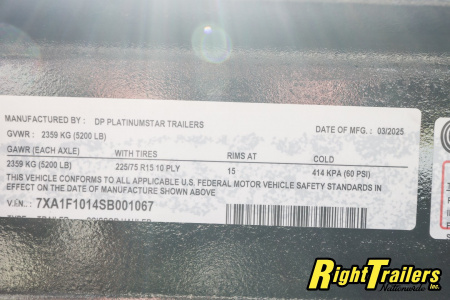 MANUFACTURED BY: DP PLATINUMSTAR TRAILERS DATE OF MFG.: 03/2025
GVWR: 2359 KG (5200 LB)
GAWR (EACH AXLE) WITH TIRES RIMS AT COLD
2359 KG (5200 LB) 225/75 R15 10 PLY 15 414 KPA (60 PSI)
THIS VEHICLE CONFORMS TO ALL APPLICABLE U.S. FEDERAL MOTOR VEHICLE SAFETY STANDARDS IN
EFFECT ON THE DATE OF MANUFACTURE SHOWN ABOVE
V.I.N.: 7XA1F1014SB001067
RightTrailers
Nationwide Inc.